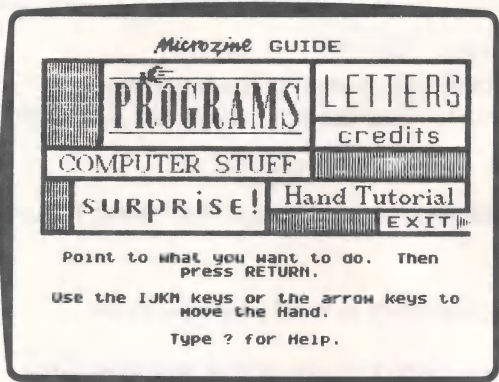 Microzine GUIDE
PROGRAMS
LETTERS
credits
COMPUTER STUFF
suRpRiSe!
Hand Tutorial
EXIT
Point to what you want to do. Then
press RETURN.
Use the IJKM keys or the arrow keys to
move the Hand.
Type ? for Help.